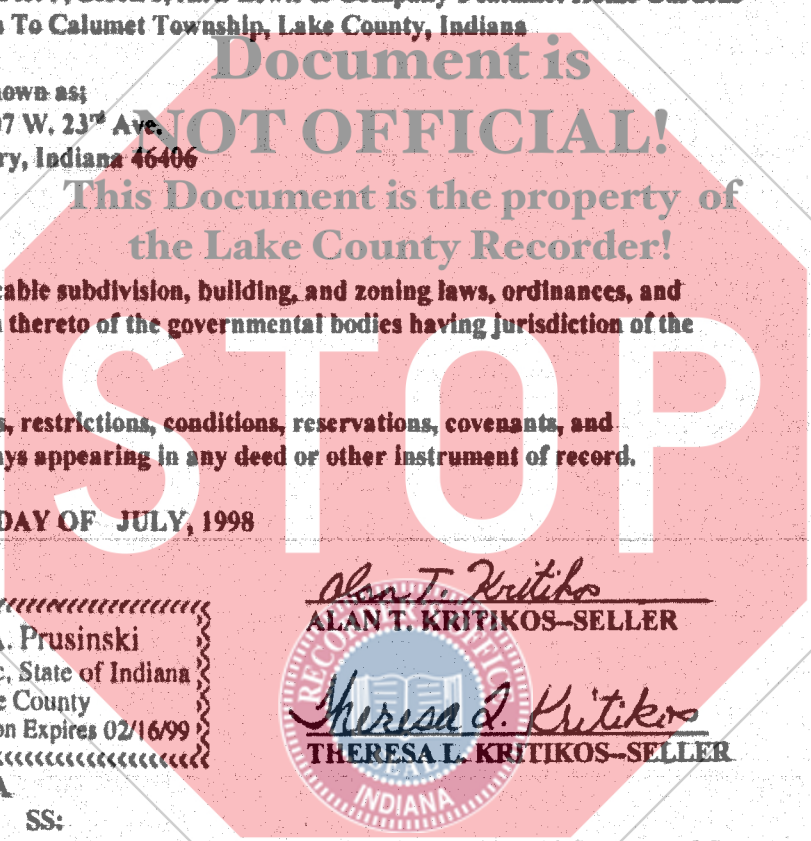 To Calumet Township, Lake County, Indiana
Document is
own as;
7 W. 23rd Ave.
NOT OFFICIAL!
ry, Indiana 46406
This Document is the property of
the Lake County Recorder!
cable subdivision, building, and zoning laws, ordinances, and
thereto of the governmental bodies having jurisdiction of the
STOP
s, restrictions, conditions, reservations, covenants, and
ys appearing in any deed or other instrument of record.
DAY OF JULY, 1998
Alan T. Kritikos
ALAN T. KRITIKOS--SELLER
A. Prusinski
c, State of Indiana
e County
on Expires 02/16/99
Theresa L. Kritikos
THERESA L. KRITIKOS--SELLER
SEAL
INDIANA
A
SS: